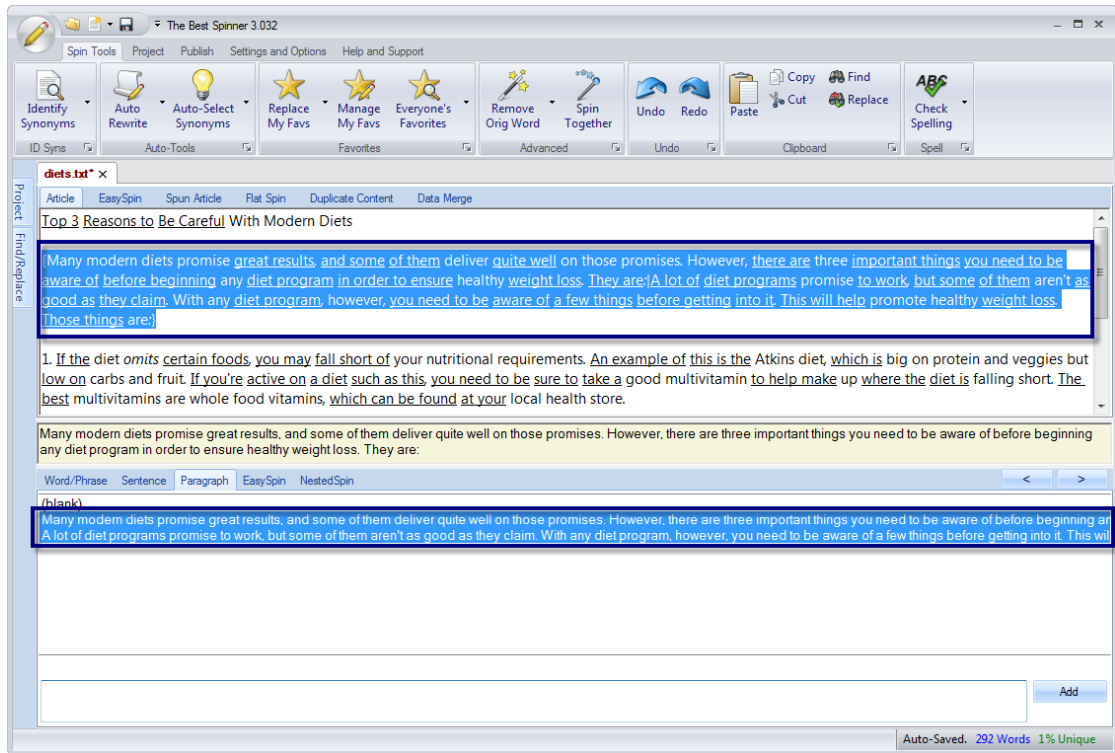 The Best Spinner 3.032
Spin Tools Project Publish Settings and Options Help and Support
Identify Synonyms
Auto Rewrite
Auto-Select Synonyms
Replace My Favs
Manage My Favs
Everyone's Favorites
Remove Orig Word
Spin Together
Undo
Redo
Paste
Copy
Cut
Find
Replace
ABC
Check Spelling
ID Syns
Auto-Tools
Favorites
Advanced
Undo
Clipboard
Spell
Project
Find/Replace
diets.txt* x
Article EasySpin Spun Article Flat Spin Duplicate Content Data Merge
Top 3 Reasons to Be Careful With Modern Diets
{Many modern diets promise great results, and some of them deliver quite well on those promises. However, there are three important things you need to be
aware of before beginning any diet program in order to ensure healthy weight loss. They are:|A lot of diet programs promise to work, but some of them aren't as
good as they claim. With any diet program, however, you need to be aware of a few things before getting into it. This will help promote healthy weight loss.
Those things are:}
1. If the diet omits certain foods, you may fall short of your nutritional requirements. An example of this is the Atkins diet, which is big on protein and veggies but
low on carbs and fruit. If you're active on a diet such as this, you need to be sure to take a good multivitamin to help make up where the diet is falling short. The
best multivitamins are whole food vitamins, which can be found at your local health store.
Many modern diets promise great results, and some of them deliver quite well on those promises. However, there are three important things you need to be aware of before beginning
any diet program in order to ensure healthy weight loss. They are:
Word/Phrase Sentence Paragraph EasySpin NestedSpin < >
(blank)
Many modern diets promise great results, and some of them deliver quite well on those promises. However, there are three important things you need to be aware of before beginning an
A lot of diet programs promise to work, but some of them aren't as good as they claim. With any diet program, however, you need to be aware of a few things before getting into it. This wil
Add
Auto-Saved. 292 Words 1% Unique